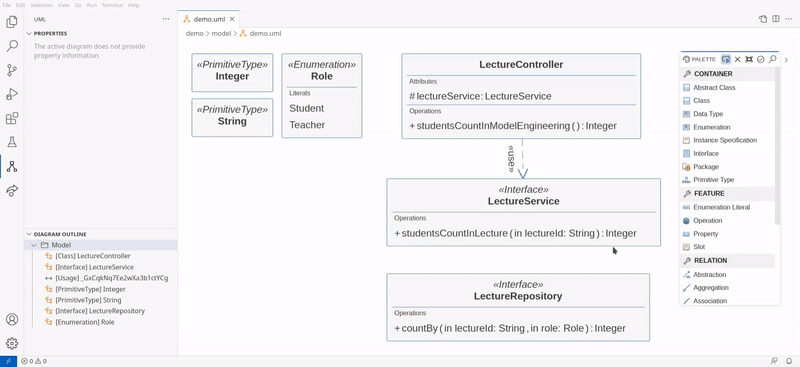 File Edit Selection View Go Run Terminal Help
UML
demo.uml
demo › model › demo.uml
PROPERTIES
The active diagram does not provide
property information.
DIAGRAM OUTLINE
Model
[Class] LectureController
[Interface] LectureService
[Usage] _GxCqkNq7Ee2wXa3b1ctYCg
[PrimitiveType] Integer
[PrimitiveType] String
[Interface] LectureRepository
[Enumeration] Role
«PrimitiveType»
Integer
«PrimitiveType»
String
«Enumeration»
Role
Literals
Student
Teacher
LectureController
Attributes
# lectureService: LectureService
Operations
+ studentsCountInModelEngineering ( ) : Integer
«use»
«Interface»
LectureService
Operations
+ studentsCountInLecture ( in lectureId: String ) : Integer
«Interface»
LectureRepository
Operations
+ countBy ( in lectureId: String, in role: Role ) : Integer
PALETTE
CONTAINER
Abstract Class
Class
Data Type
Enumeration
Instance Specification
Interface
Package
Primitive Type
FEATURE
Enumeration Literal
Operation
Property
Slot
RELATION
Abstraction
Aggregation
Association
0 0